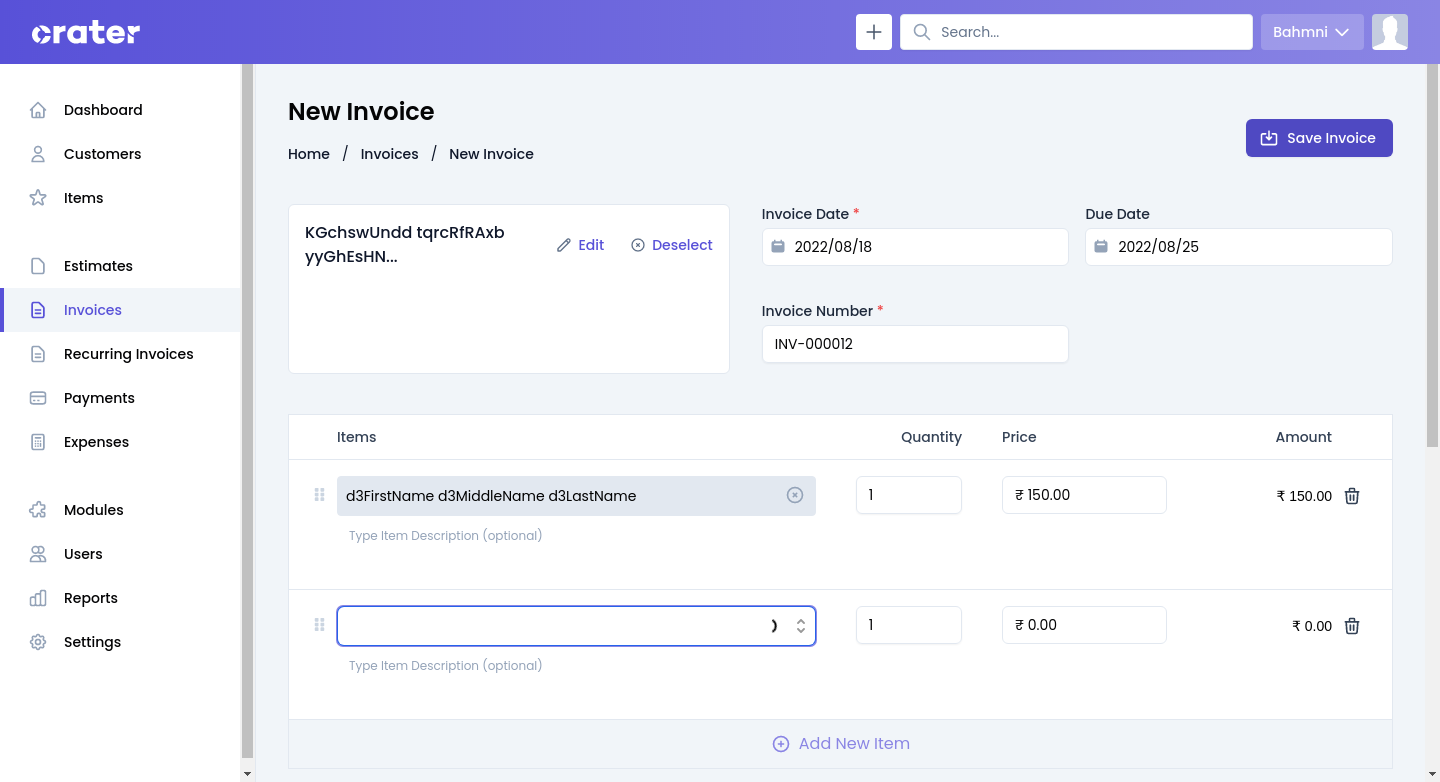 crater
Search...
Bahmni
Dashboard
Customers
Items
Estimates
Invoices
Recurring Invoices
Payments
Expenses
Modules
Users
Reports
Settings
New Invoice
Home / Invoices / New Invoice
Save Invoice
KGchswUndd tqrcRfRAxb
yyGhEsHN...
Edit
Deselect
Invoice Date *
2022/08/18
Due Date
2022/08/25
Invoice Number *
INV-000012
Items Quantity Price Amount
d3FirstName d3MiddleName d3LastName 1 ₹ 150.00 ₹ 150.00
Type Item Description (optional)
1 ₹ 0.00 ₹ 0.00
Type Item Description (optional)
Add New Item